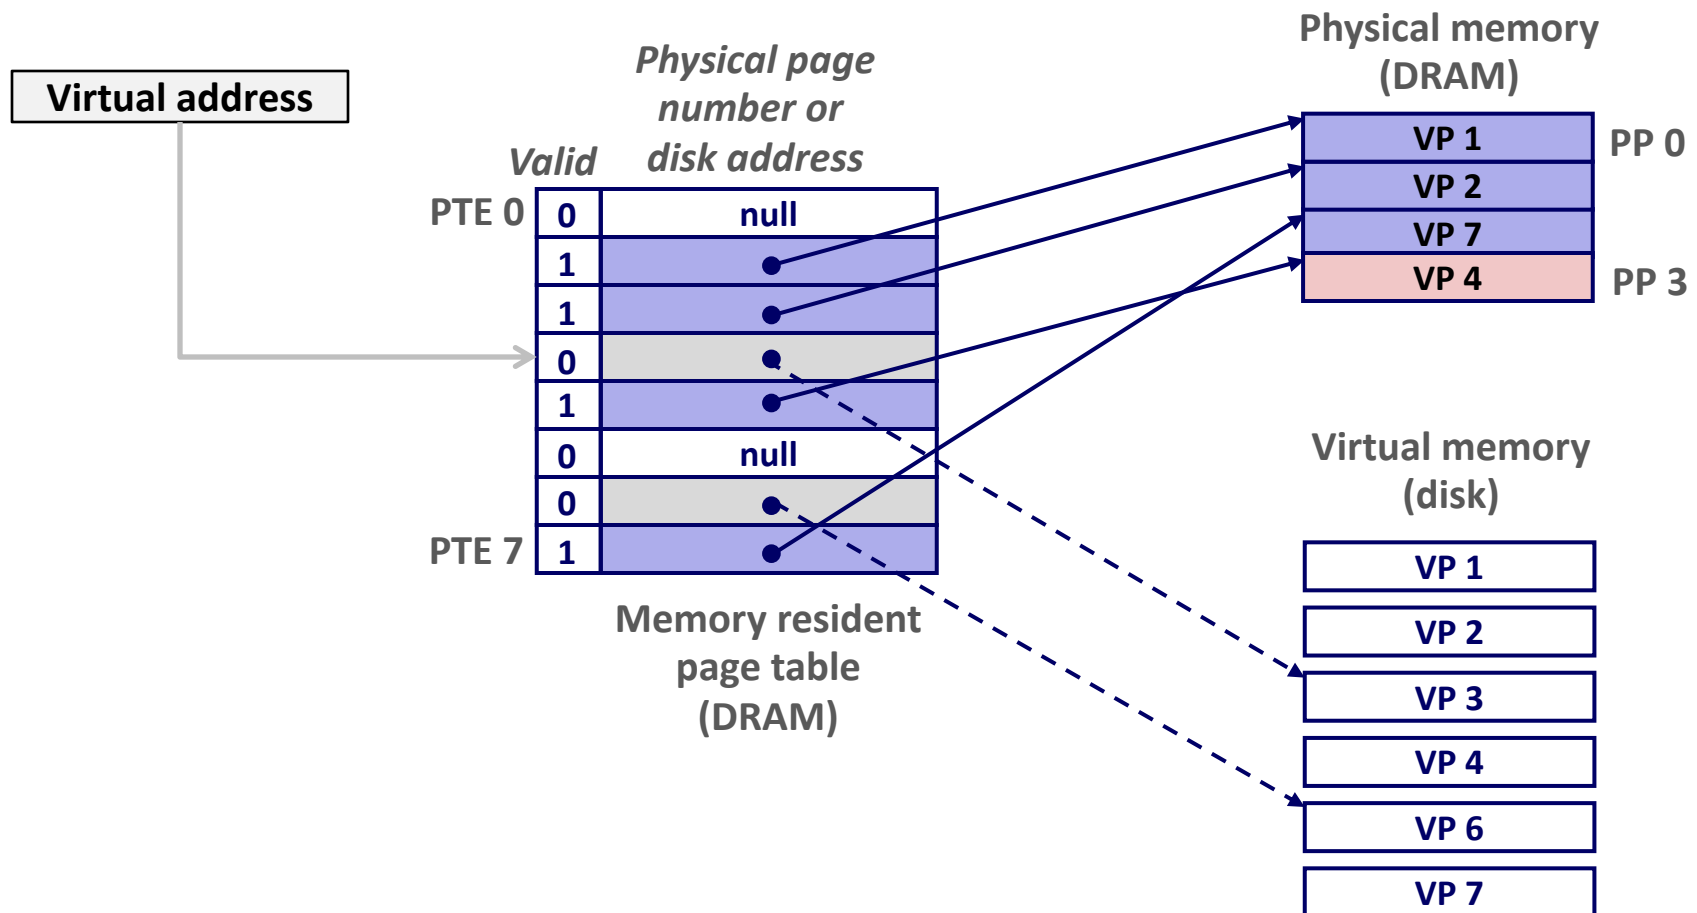 Virtual address
Physical page
number or
disk address
Valid
PTE 0
0
null
1
1
0
1
0
null
0
PTE 7
1
Memory resident
page table
(DRAM)
Physical memory
(DRAM)
VP 1
PP 0
VP 2
VP 7
VP 4
PP 3
Virtual memory
(disk)
VP 1
VP 2
VP 3
VP 4
VP 6
VP 7